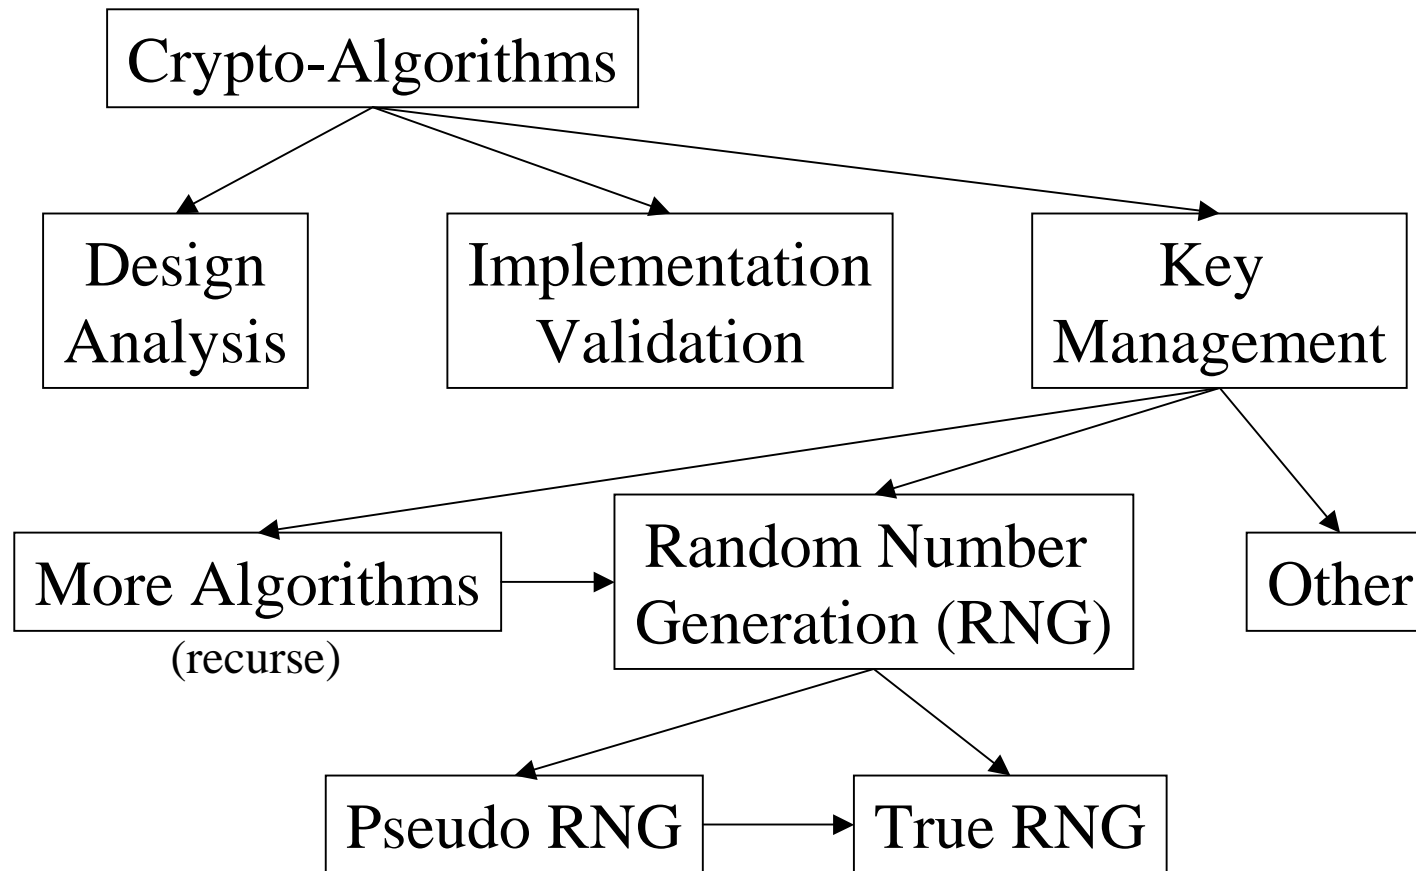 Crypto-Algorithms
Design
Analysis
Implementation
Validation
Key
Management
More Algorithms
(recurse)
Random Number
Generation (RNG)
Other
Pseudo RNG
True RNG